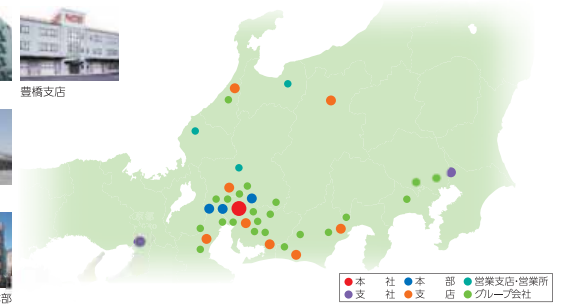 NCB
豊橋支店
部
● 本　社 ● 本　部 ● 営業支店・営業所
● 支　社 ● 支　店 ● グループ会社